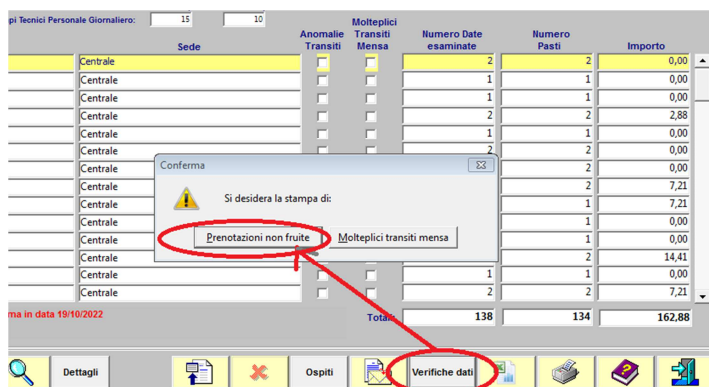 pi Tecnici Personale Giornaliero: 15 10
Sede Anomalie Transiti Molteplici Transiti Mensa Numero Date esaminate Numero Pasti Importo
Centrale 2 2 0,00
Centrale 1 1 0,00
Centrale 1 1 0,00
Centrale 2 2 2,88
Centrale 1 1 0,00
Centrale 2 2 0,00
Centrale 2 0,00
Centrale 2 7,21
Centrale 1 7,21
Centrale 1 0,00
Centrale 1 0,00
Centrale 2 14,41
Centrale 1 1 0,00
Centrale 2 2 7,21
Conferma
Si desidera la stampa di:
Prenotazioni non fruite Molteplici transiti mensa
ma in data 19/10/2022
Totali: 138 134 162,88
Dettagli Ospiti Verifiche dati